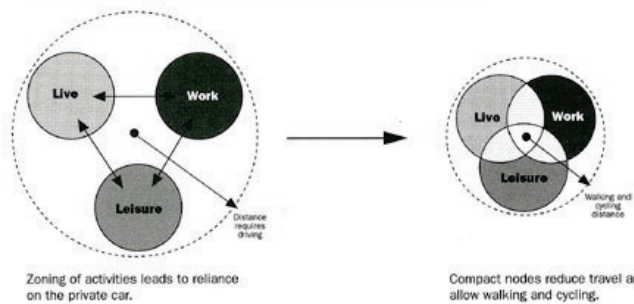 Live
Work
Leisure
Distance
requires
driving
Zoning of activities leads to reliance
on the private car.
Live
Work
Leisure
Walking and
cycling
distance
Compact nodes reduce travel a
allow walking and cycling.